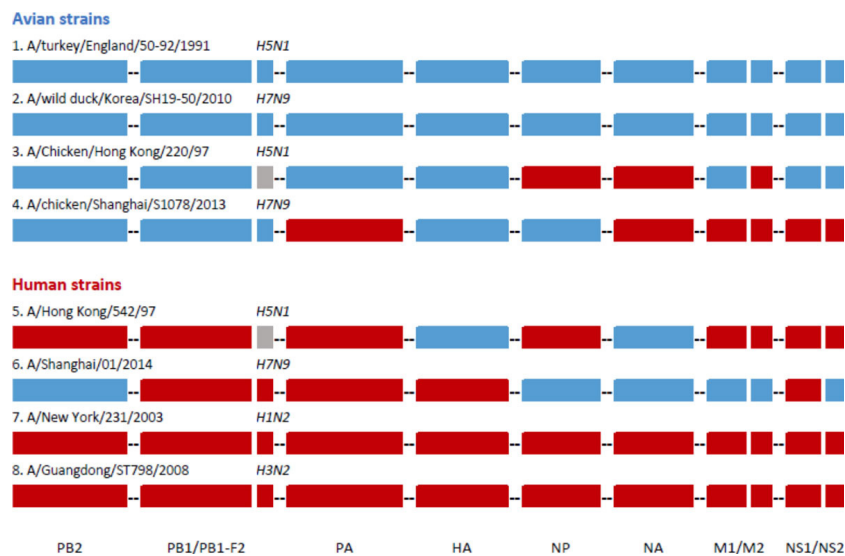 Avian strains
1. A/turkey/England/50-92/1991 H5N1
2. A/wild duck/Korea/SH19-50/2010 H7N9
3. A/Chicken/Hong Kong/220/97 H5N1
4. A/chicken/Shanghai/S1078/2013 H7N9
Human strains
5. A/Hong Kong/542/97 H5N1
6. A/Shanghai/01/2014 H7N9
7. A/New York/231/2003 H1N2
8. A/Guangdong/ST798/2008 H3N2
PB2 PB1/PB1-F2 PA HA NP NA M1/M2 NS1/NS2